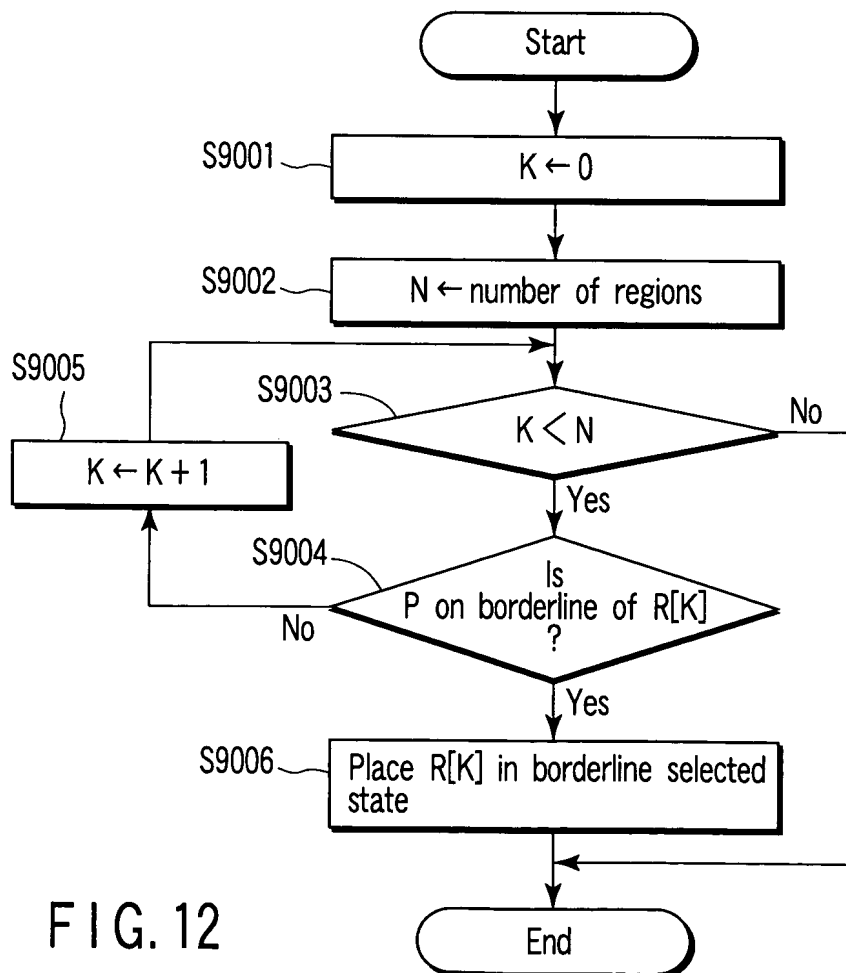 Start
S9001
K ← 0
S9002
N ← number of regions
S9005
K ← K + 1
S9003
K < N
No
Yes
S9004
Is
P on borderline of R[K]
?
No
Yes
S9006
Place R[K] in borderline selected
state
End
FIG. 12